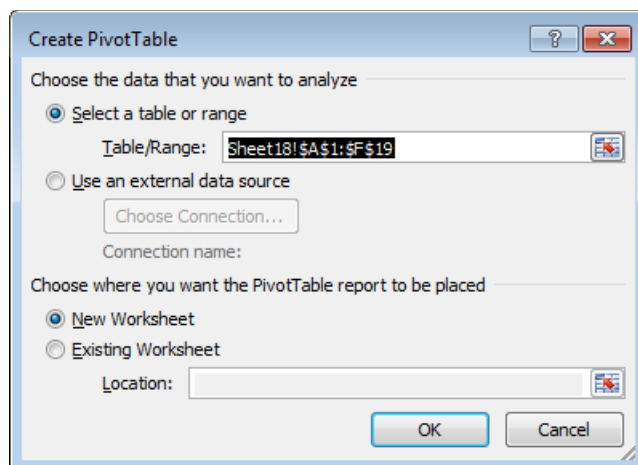 Create PivotTable
?
Choose the data that you want to analyze
Select a table or range
Table/Range: Sheet18!$A$1:$F$19
Use an external data source
Choose Connection...
Connection name:
Choose where you want the PivotTable report to be placed
New Worksheet
Existing Worksheet
Location:
OK Cancel